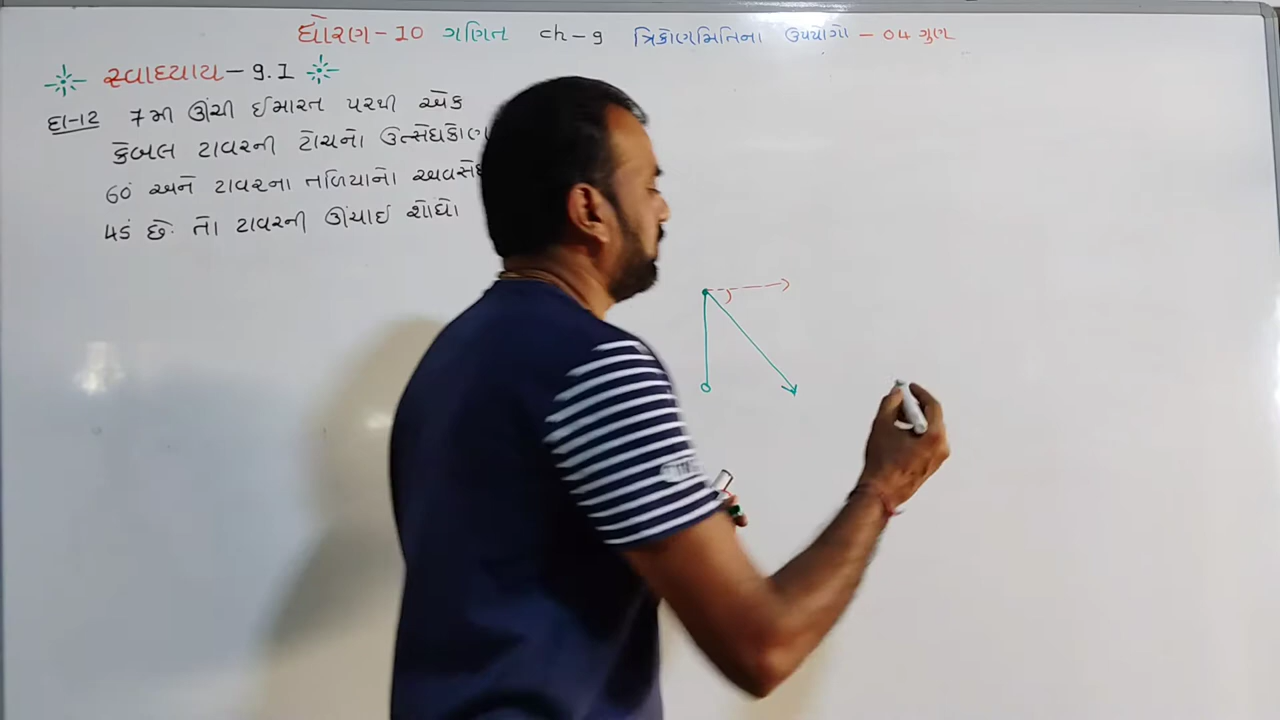 ધોરણ-10 ગણિત ch-9 ત્રિકોણમિતિના ઉપયોગો - 04 ગુણ
સ્વાધ્યાય - 9.1
દા-12 7મી ઊંચી ઈમારત પરથી એક
કેબલ ટાવરની ટોચનો ઉત્સેધકોણ
60° અને ટાવરના તળિયાનો
45° છે. તો ટાવરની ઊંચાઈ શોધો